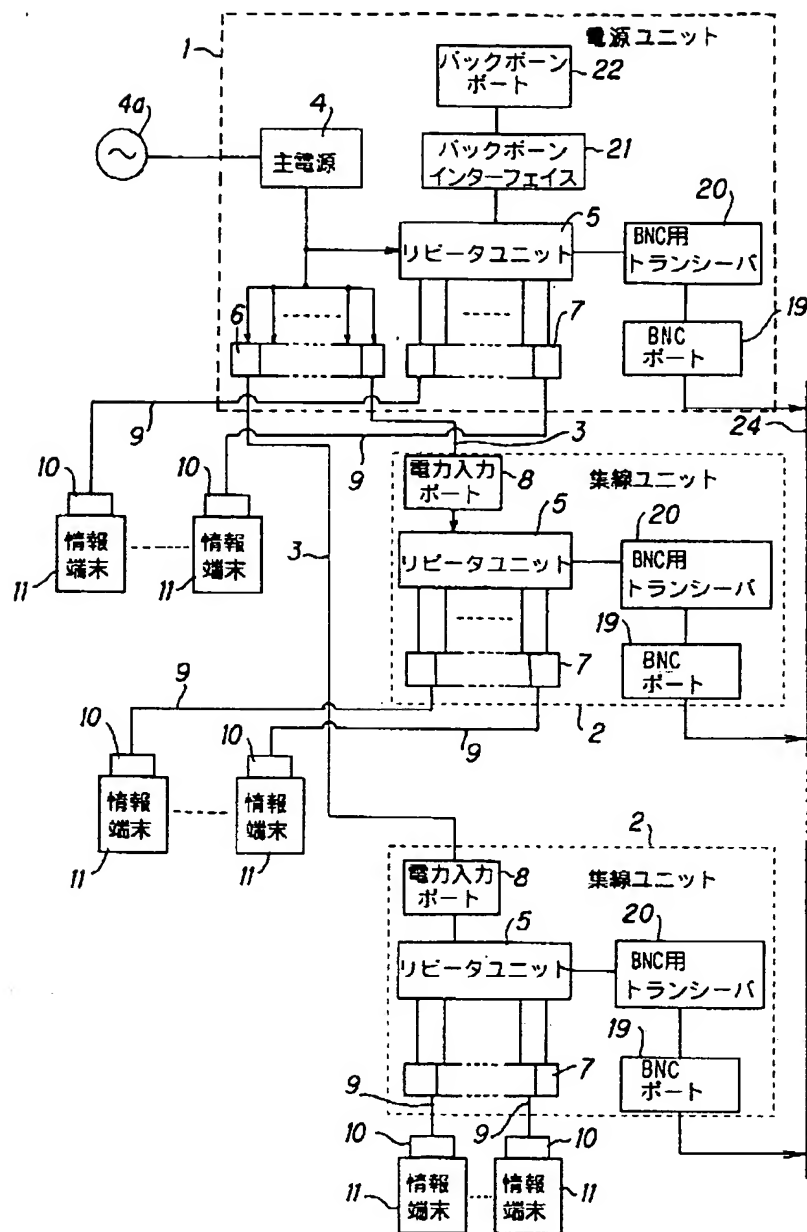 1
電源ユニット
バックボーン
ポート
22
4a
4
主電源
バックボーン
インターフェイス
21
5
リピータユニット
20
BNC用
トランシーバ
6
7
19
BNC
ポート
9
9
3
24
10
10
電力入力
ポート
8
集線ユニット
情報
端末
情報
端末
11
11
3
5
リピータユニット
20
BNC用
トランシーバ
19
BNC
ポート
7
9
9
2
10
10
情報
端末
情報
端末
11
11
2
電力入力
ポート
8
集線ユニット
5
リピータユニット
20
BNC用
トランシーバ
19
BNC
ポート
7
9
9
10
10
11
情報
端末
情報
端末
11